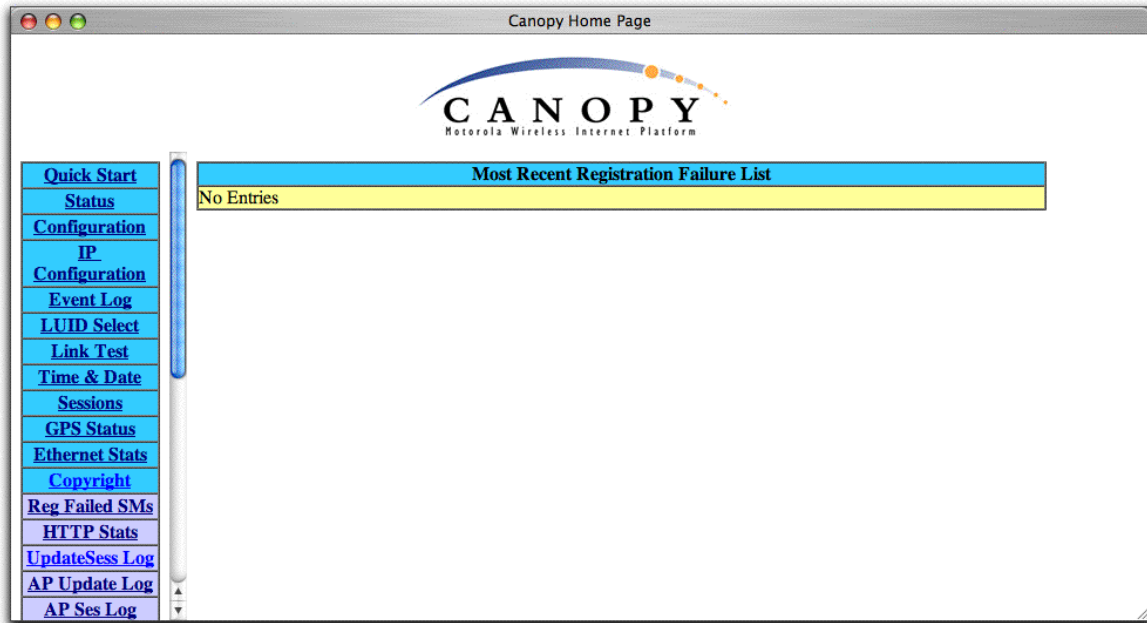 Canopy Home Page
CANOPY
Motorola Wireless Internet Platform
Quick Start
Status
Configuration
IP
Configuration
Event Log
LUID Select
Link Test
Time & Date
Sessions
GPS Status
Ethernet Stats
Copyright
Reg Failed SMs
HTTP Stats
UpdateSess Log
AP Update Log
AP Ses Log
Most Recent Registration Failure List
No Entries